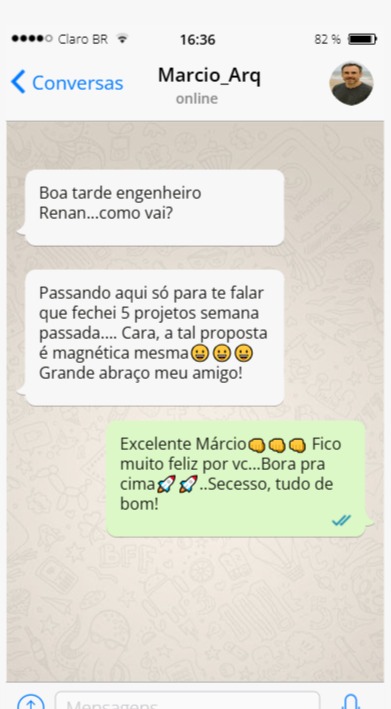 Claro BR 16:36 82 %
Conversas Marcio_Arq
online
Boa tarde engenheiro
Renan...como vai?
Passando aqui só para te falar
que fechei 5 projetos semana
passada.... Cara, a tal proposta
é magnética mesma😀😀😀
Grande abraço meu amigo!
Excelente Márcio👊👊👊 Fico
muito feliz por vc...Bora pra
cima🚀🚀..Secesso, tudo de
bom!
Mensagens